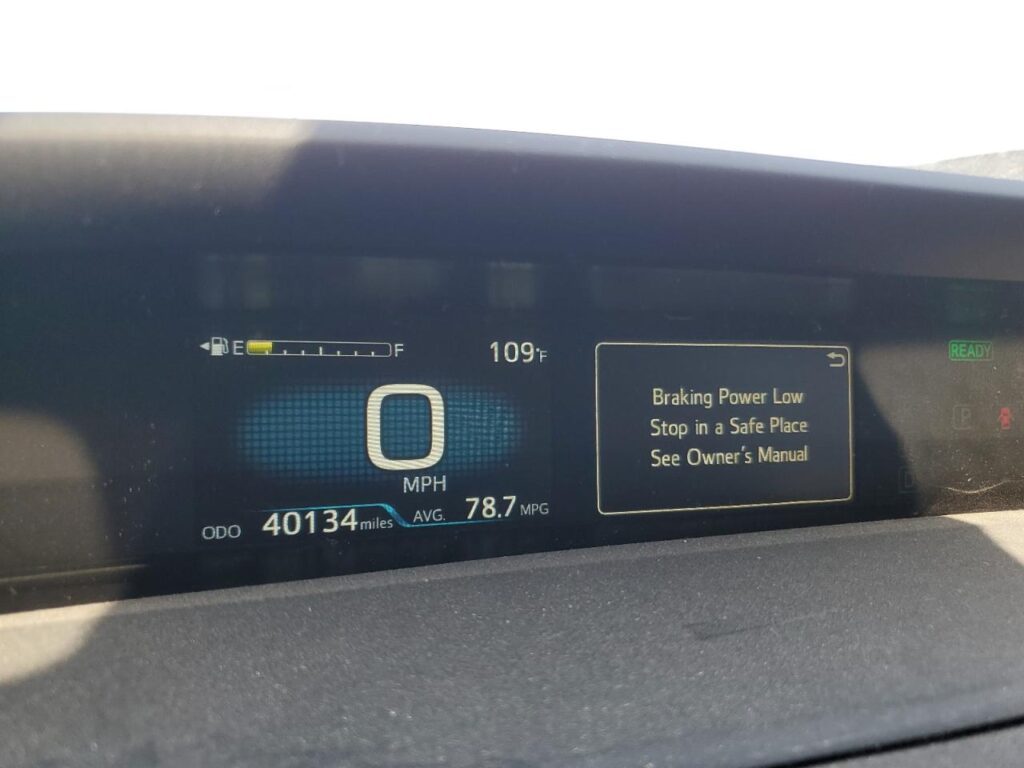 E F 109°F
0
MPH
ODO 40134 miles AVG. 78.7 MPG
Braking Power Low
Stop in a Safe Place
See Owner's Manual
READY
P